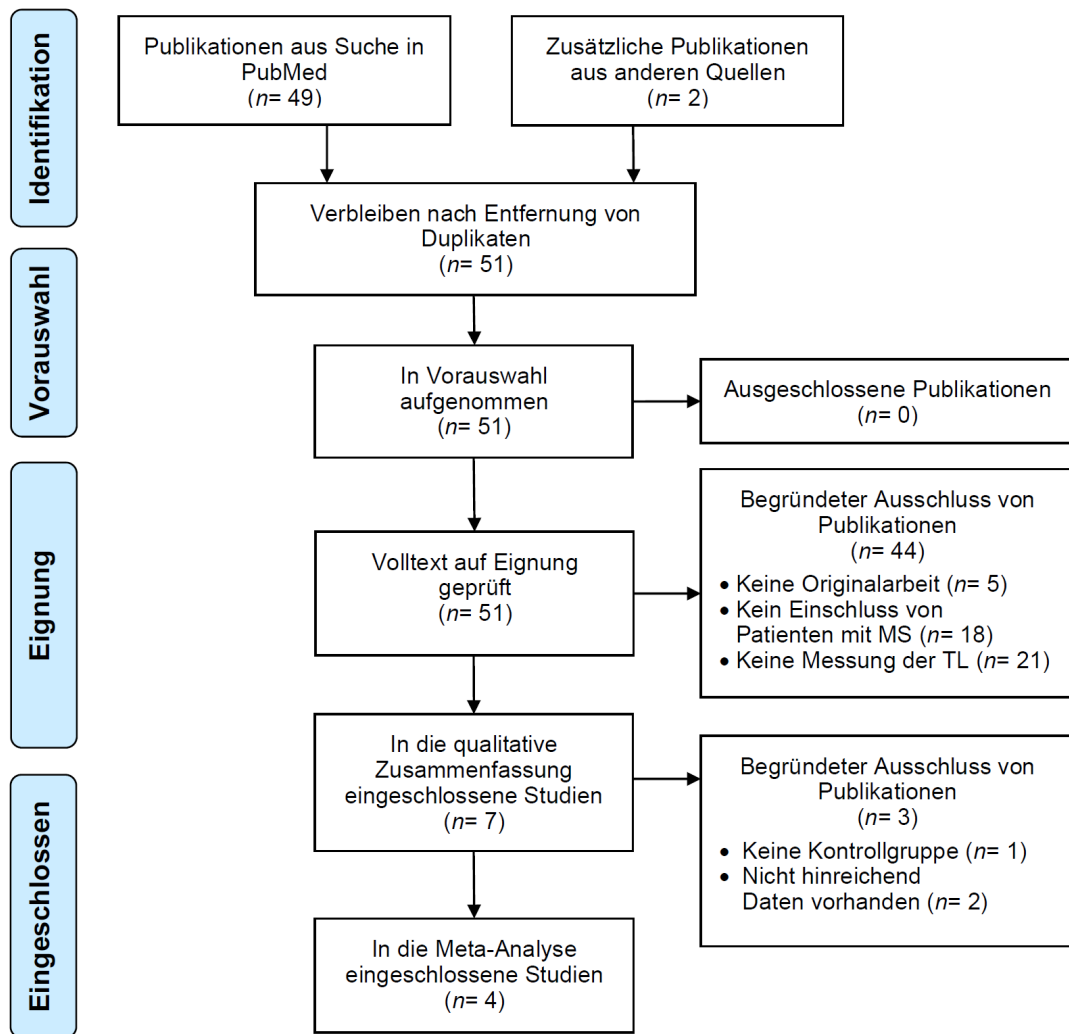 Identifikation
Publikationen aus Suche in
PubMed
(n= 49)
Zusätzliche Publikationen
aus anderen Quellen
(n= 2)
Verbleiben nach Entfernung von
Duplikaten
(n= 51)
Vorauswahl
In Vorauswahl
aufgenommen
(n= 51)
Ausgeschlossene Publikationen
(n= 0)
Eignung
Volltext auf Eignung
geprüft
(n= 51)
Begründeter Ausschluss von
Publikationen
(n= 44)
• Keine Originalarbeit (n= 5)
• Kein Einschluss von
Patienten mit MS (n= 18)
• Keine Messung der TL (n= 21)
Eingeschlossen
In die qualitative
Zusammenfassung
eingeschlossene Studien
(n= 7)
Begründeter Ausschluss von
Publikationen
(n= 3)
• Keine Kontrollgruppe (n= 1)
• Nicht hinreichend
Daten vorhanden (n= 2)
In die Meta-Analyse
eingeschlossene Studien
(n= 4)